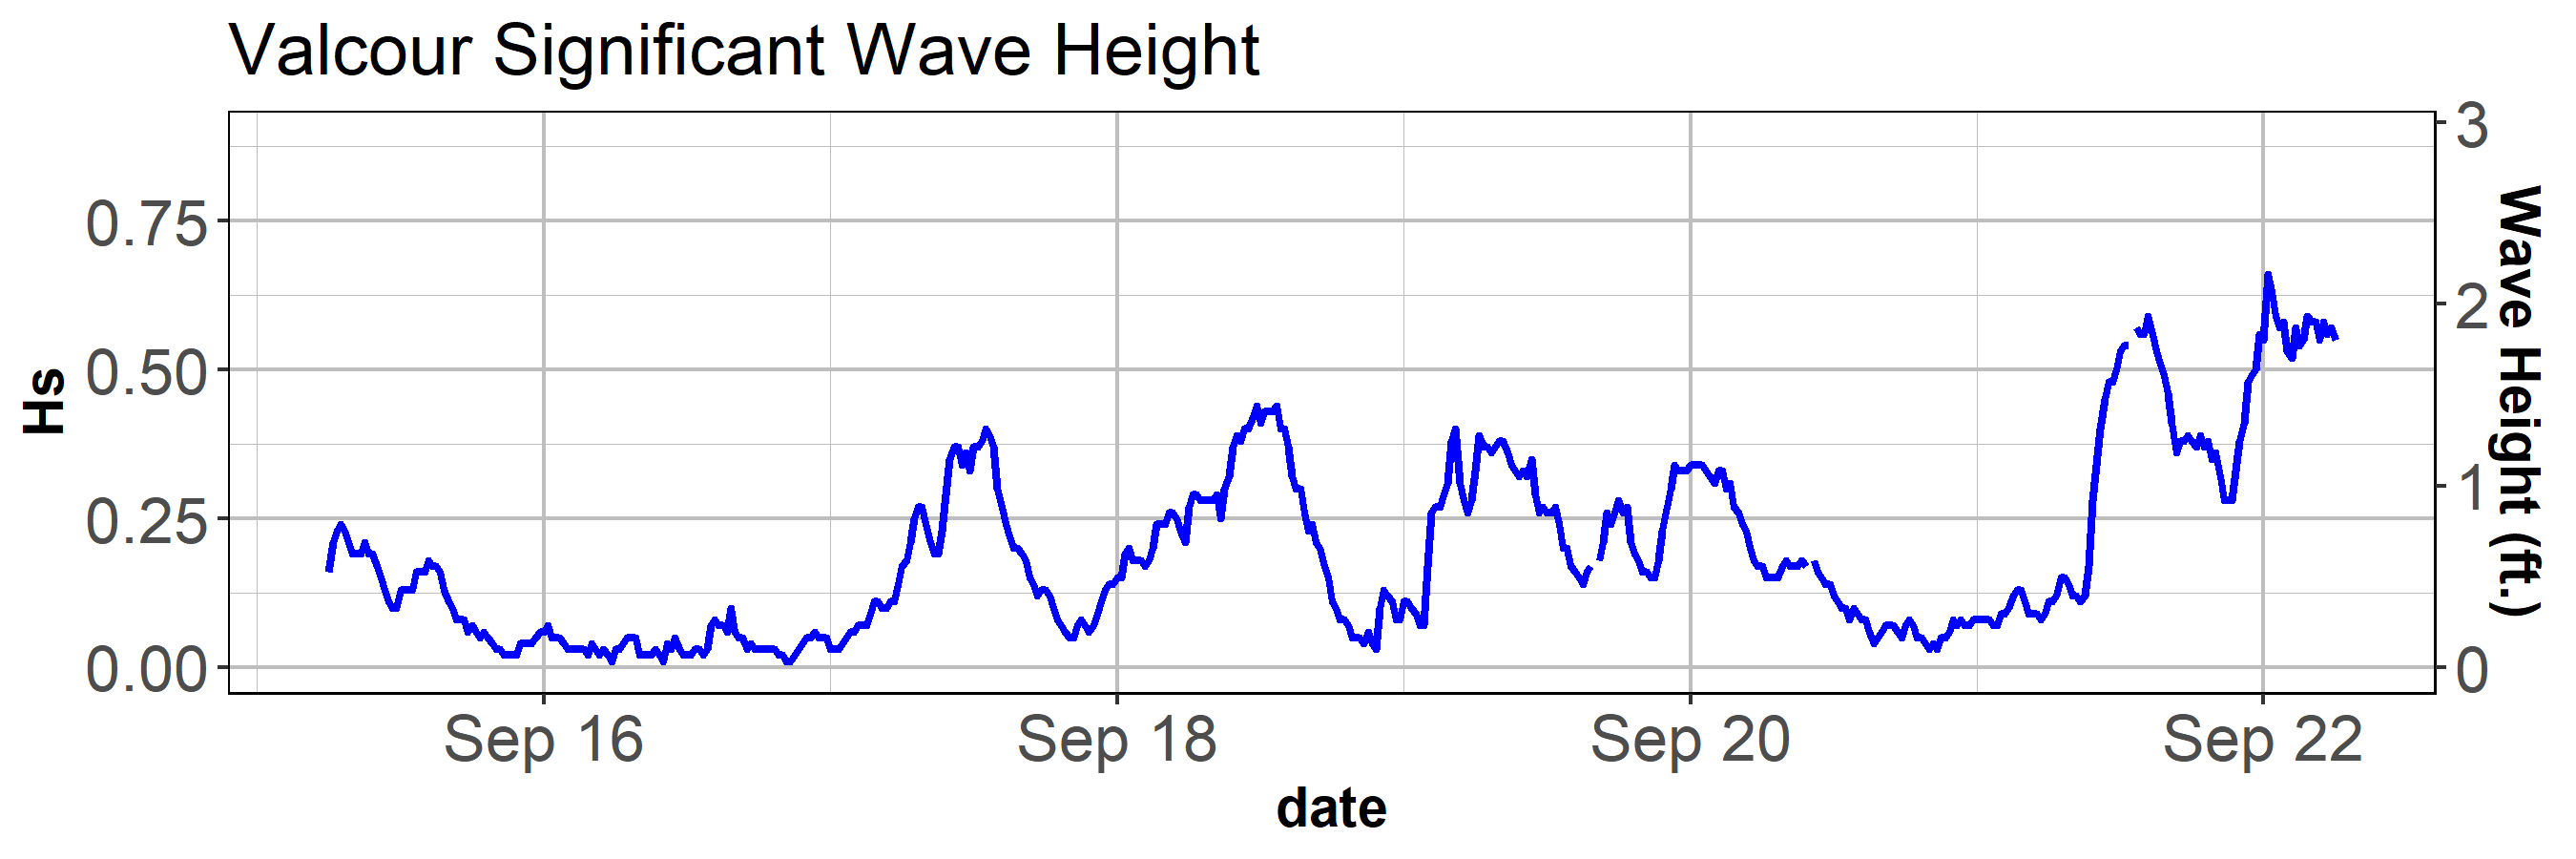 Valcour Significant Wave Height
Hs
0.75
0.50
0.25
0.00
3
2
1
0
Wave Height (ft.)
Sep 16
Sep 18
Sep 20
Sep 22
date